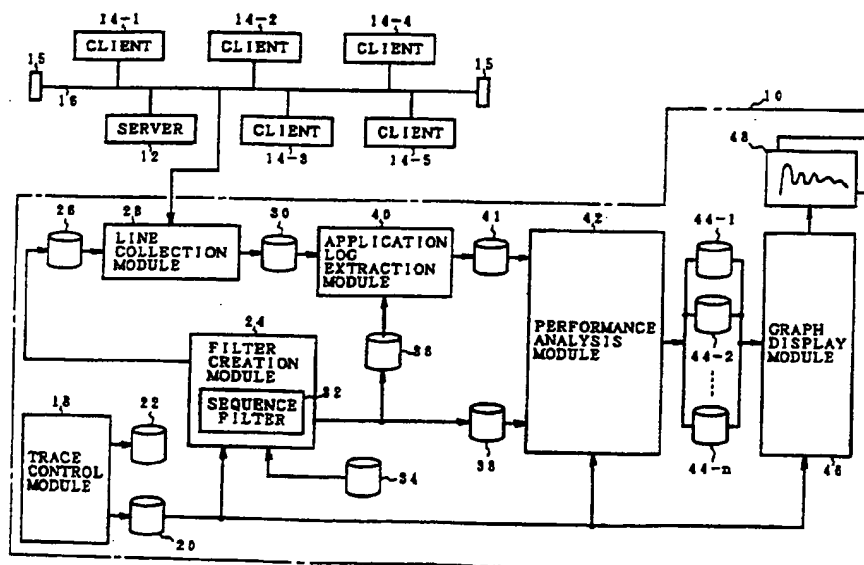 14-1
14-2
14-4
CLIENT
CLIENT
CLIENT
15
15
16
SERVER
CLIENT
CLIENT
12
14-3
14-5
10
48
26
28
30
40
41
42
44-1
LINE
COLLECTION
MODULE
APPLICATION
LOG
EXTRACTION
MODULE
PERFORMANCE
ANALYSIS
MODULE
44-2
GRAPH
DISPLAY
MODULE
24
FILTER
CREATION
MODULE
32
SEQUENCE
FILTER
36
18
22
TRACE
CONTROL
MODULE
38
44-n
46
34
20